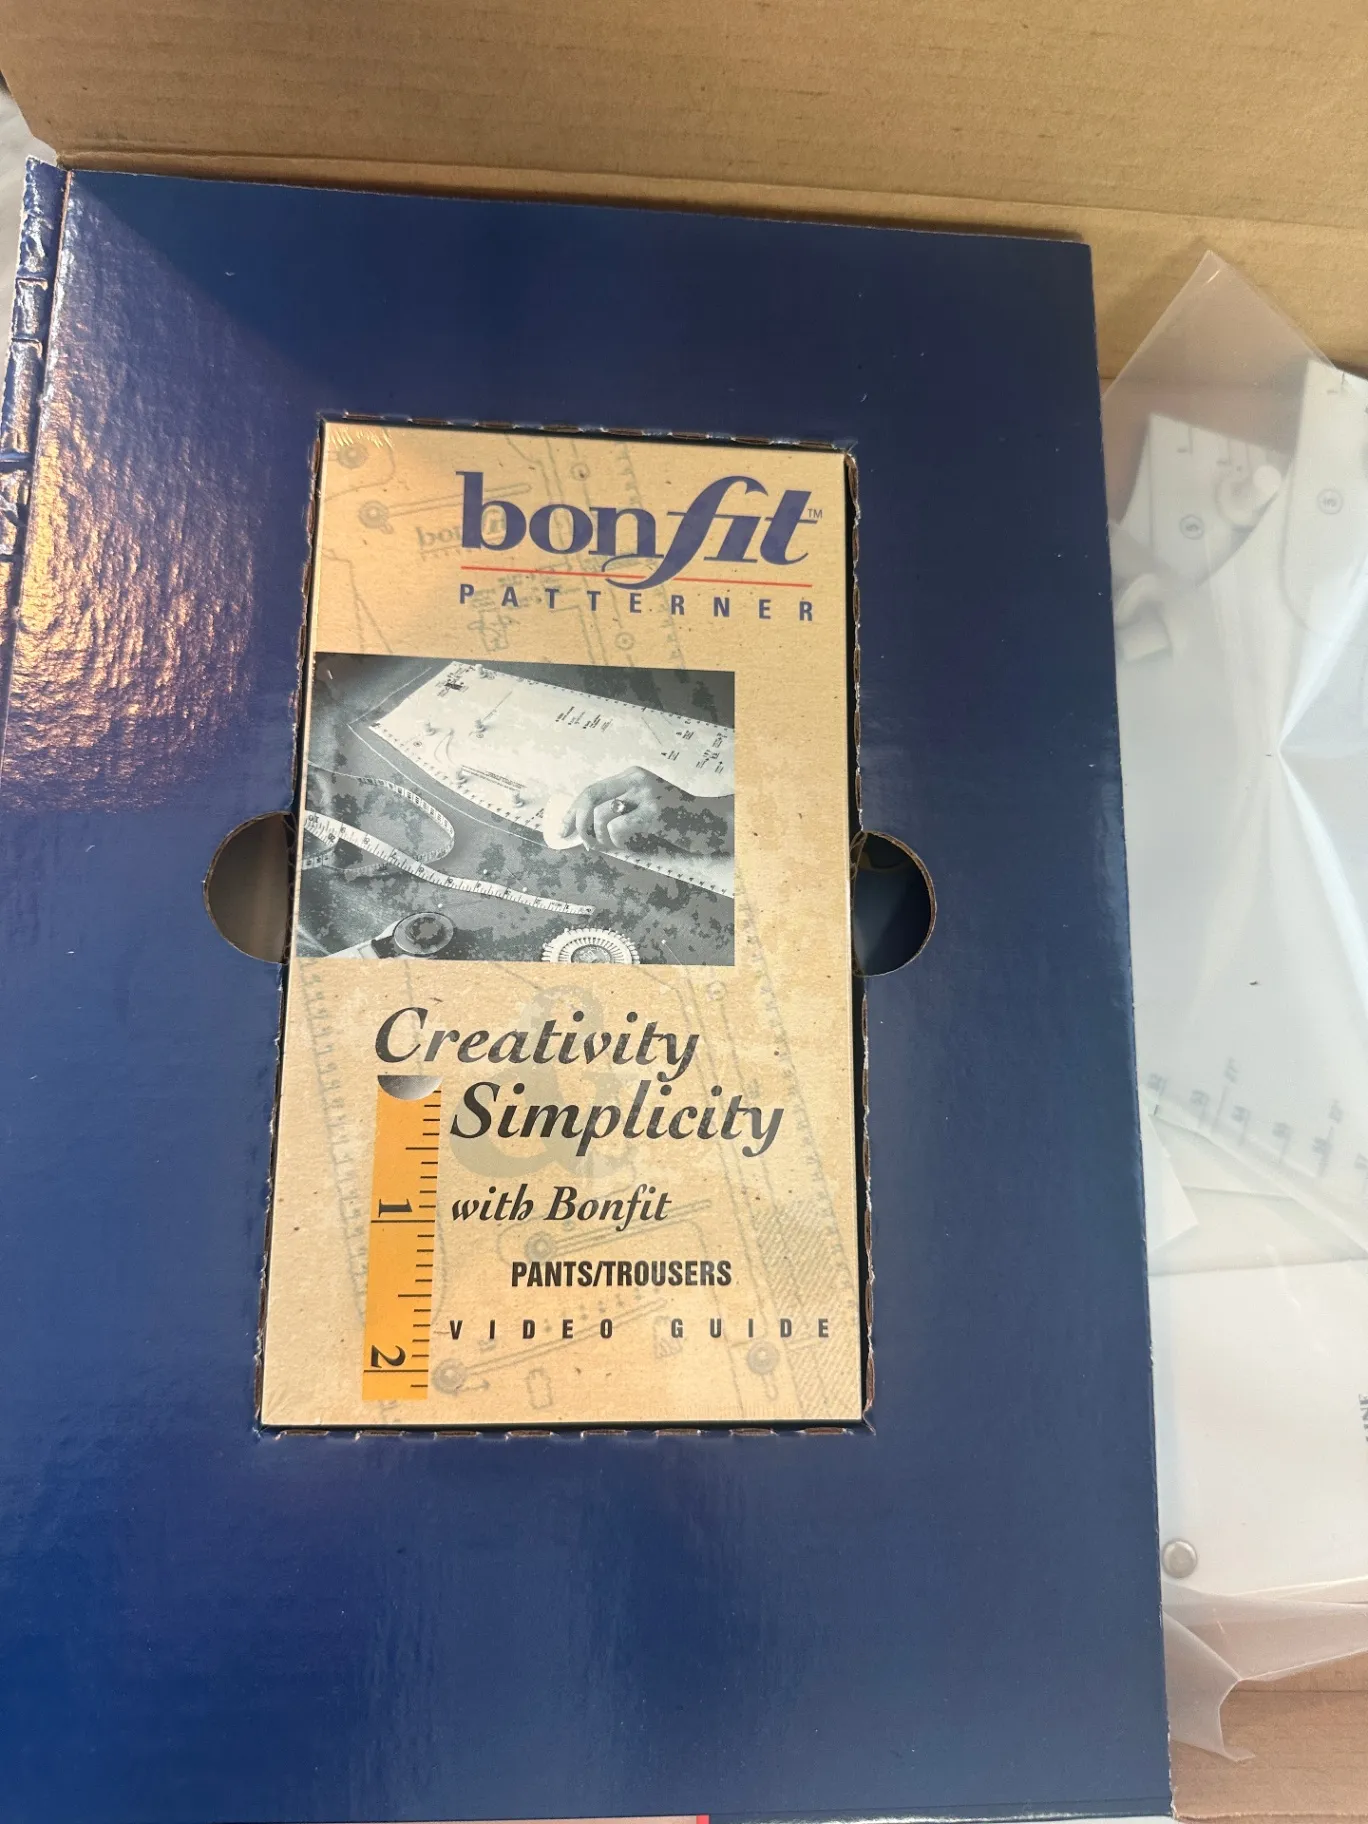 bonfit™
PATTERNER
Creativity
&
Simplicity
with Bonfit
PANTS/TROUSERS
VIDEO GUIDE
1
2